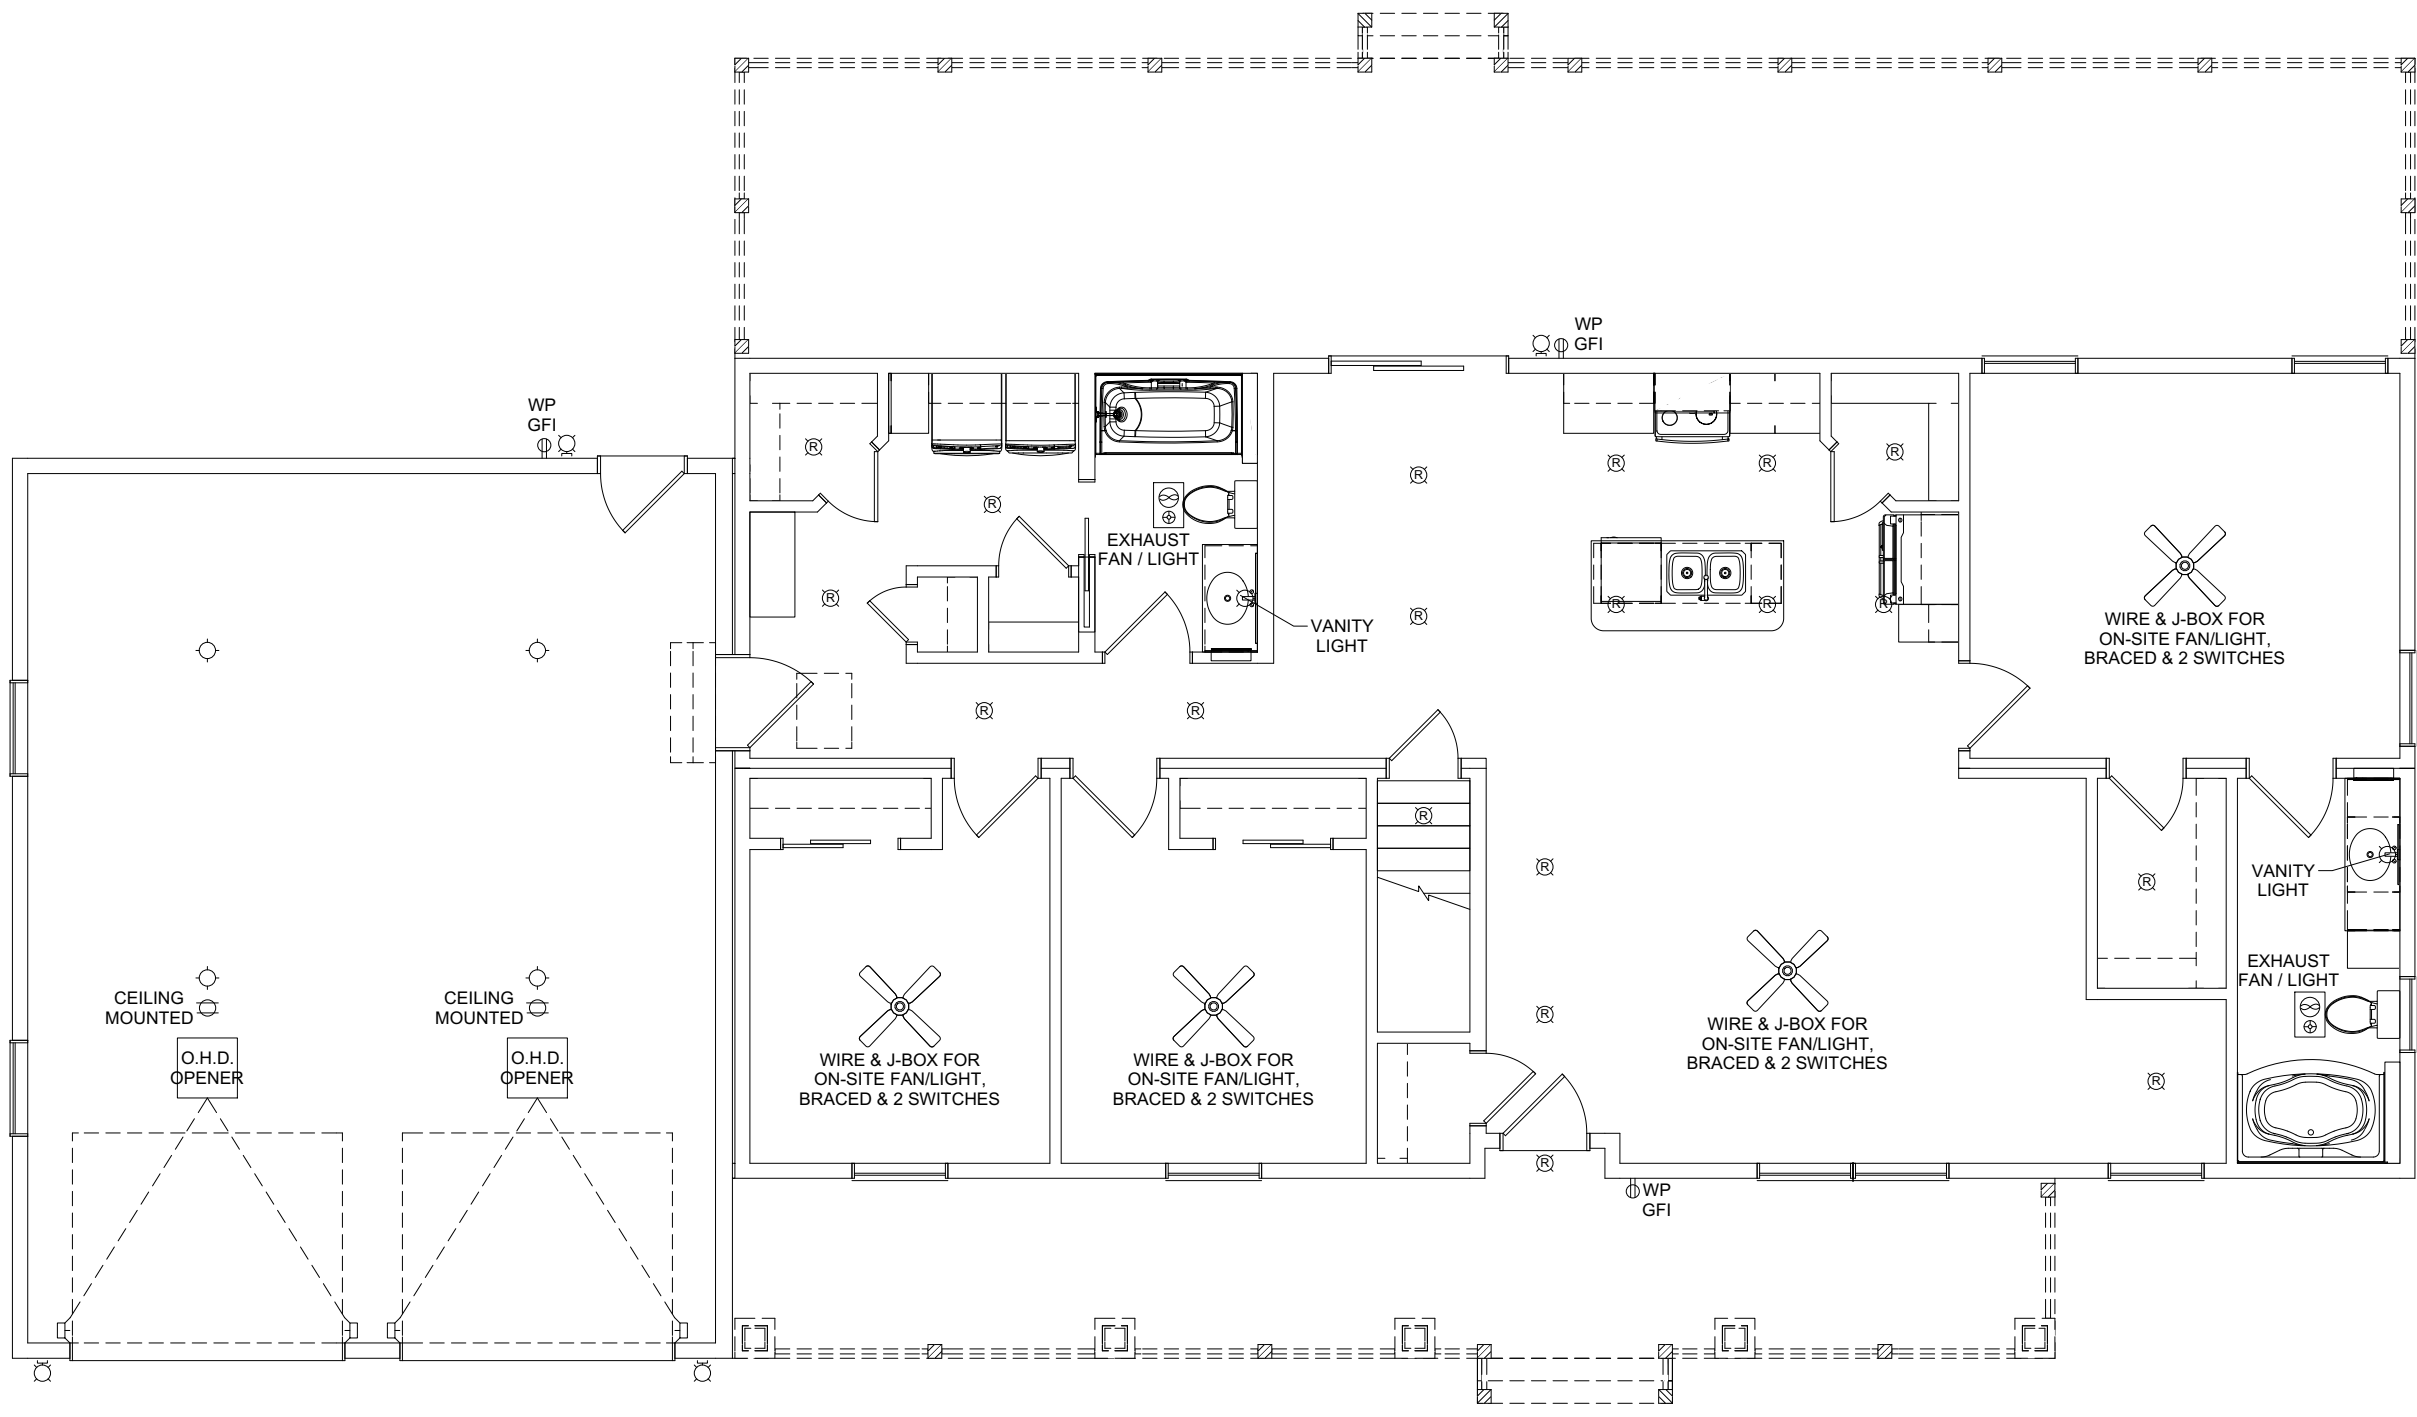 WP
GFI
WP
GFI
R
R
R
R
R
R
R
EXHAUST
FAN / LIGHT
R
R
R
R
R
VANITY
LIGHT
WIRE & J-BOX FOR
ON-SITE FAN/LIGHT,
BRACED & 2 SWITCHES
R
R
R
R
R
VANITY
LIGHT
EXHAUST
FAN / LIGHT
CEILING
MOUNTED
CEILING
MOUNTED
O.H.D.
OPENER
O.H.D.
OPENER
WIRE & J-BOX FOR
ON-SITE FAN/LIGHT,
BRACED & 2 SWITCHES
WIRE & J-BOX FOR
ON-SITE FAN/LIGHT,
BRACED & 2 SWITCHES
R
WIRE & J-BOX FOR
ON-SITE FAN/LIGHT,
BRACED & 2 SWITCHES
R
R
WP
GFI